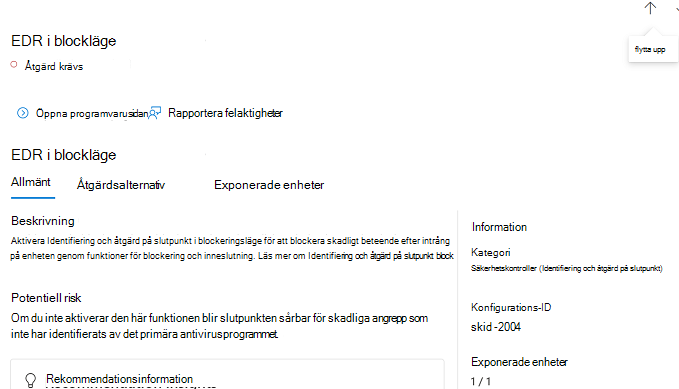 EDR i blockläge
flytta upp
Åtgärd krävs
Öppna programvarusidan
Rapportera felaktigheter
EDR i blockläge
Allmänt
Åtgärdsalternativ
Exponerade enheter
Beskrivning
Aktivera Identifiering och åtgärd på slutpunkt i blockeringsläge för att blockera skadligt beteende efter intrång
på enheten genom funktioner för blockering och inneslutning. Läs mer om Identifiering och åtgärd på slutpunkt block
Potentiell risk
Om du inte aktiverar den här funktionen blir slutpunkten sårbar för skadliga angrepp som
inte har identifierats av det primära antivirusprogrammet.
Rekommendationsinformation
Information
Kategori
Säkerhetskontroller (Identifiering och åtgärd på slutpunkt)
Konfigurations-ID
skid -2004
Exponerade enheter
1 / 1